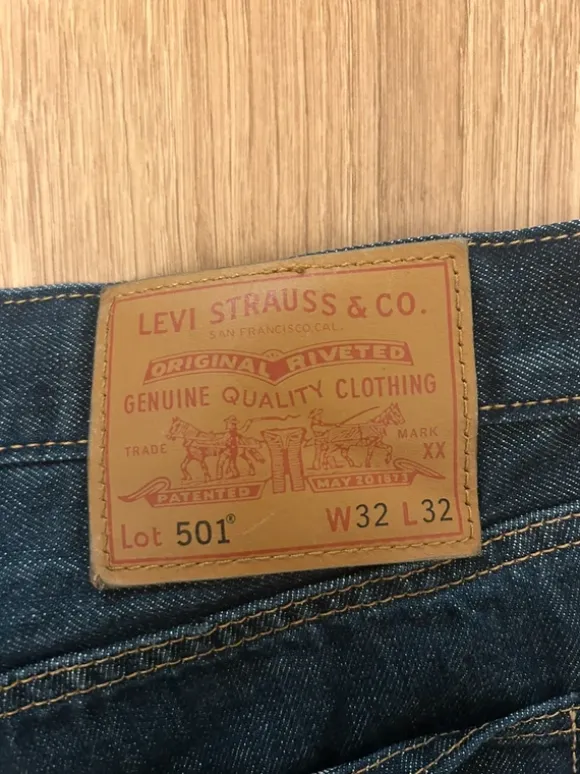 LEVI STRAUSS & CO.
SAN FRANCISCO, CAL.
ORIGINAL RIVETED
GENUINE QUALITY CLOTHING
TRADE MARK
XX
PATENTED MAY 20 1873
Lot 501® W32 L32